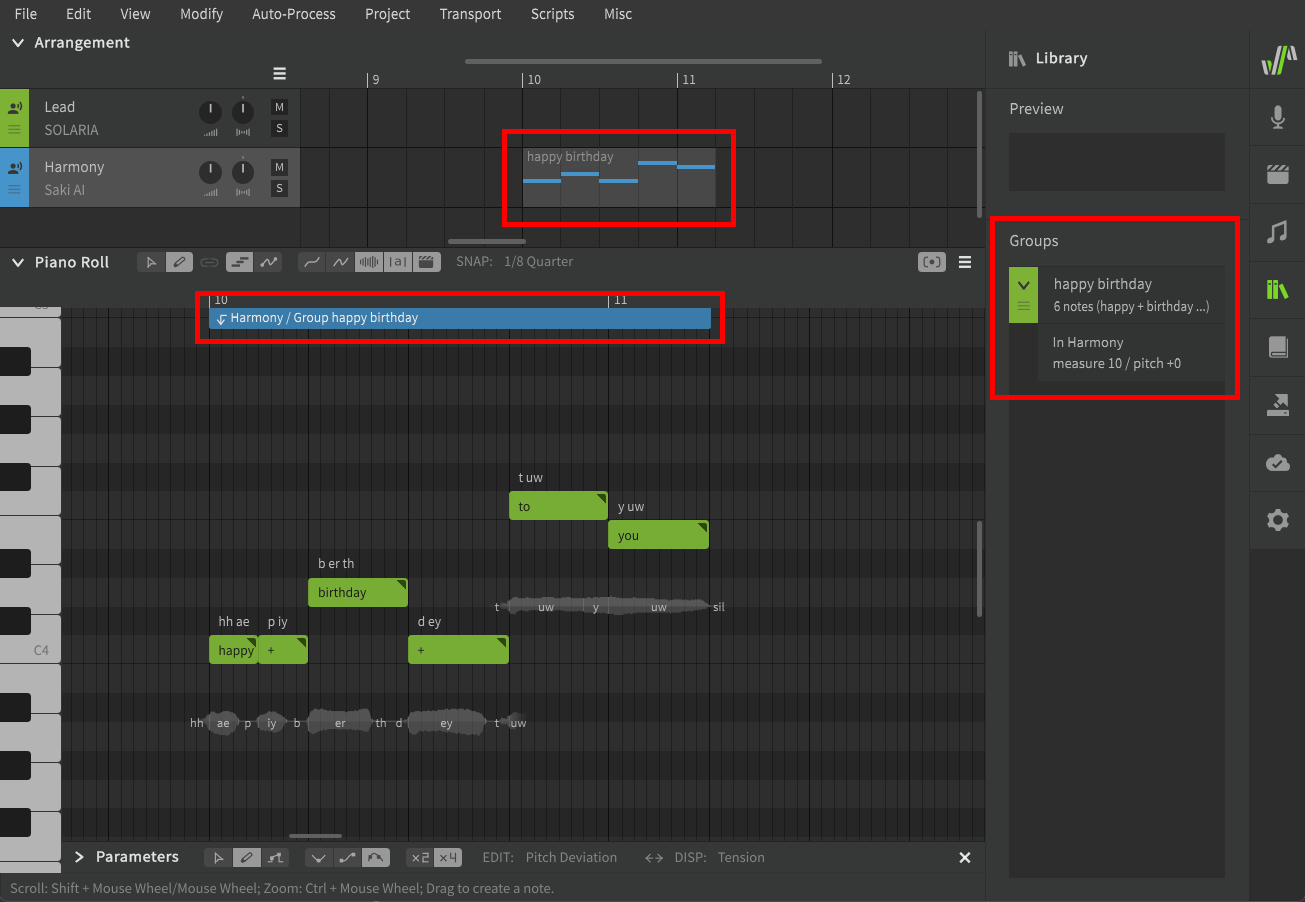 File Edit View Modify Auto-Process Project Transport Scripts Misc
Arrangement
9 10 11 12
Lead
SOLARIA
M
S
Harmony
Saki AI
M
S
happy birthday
Piano Roll
SNAP: 1/8 Quarter
10 11
Harmony / Group happy birthday
t uw
to
y uw
you
b er th
birthday
t uw y uw sil
hh ae p iy d ey
happy + +
C4
hh ae p iy b er th d ey t uw
Parameters
×2 ×4
EDIT: Pitch Deviation
DISP: Tension
Scroll: Shift + Mouse Wheel/Mouse Wheel; Zoom: Ctrl + Mouse Wheel; Drag to create a note.
Library
Preview
Groups
happy birthday
6 notes (happy + birthday ...)
In Harmony
measure 10 / pitch +0